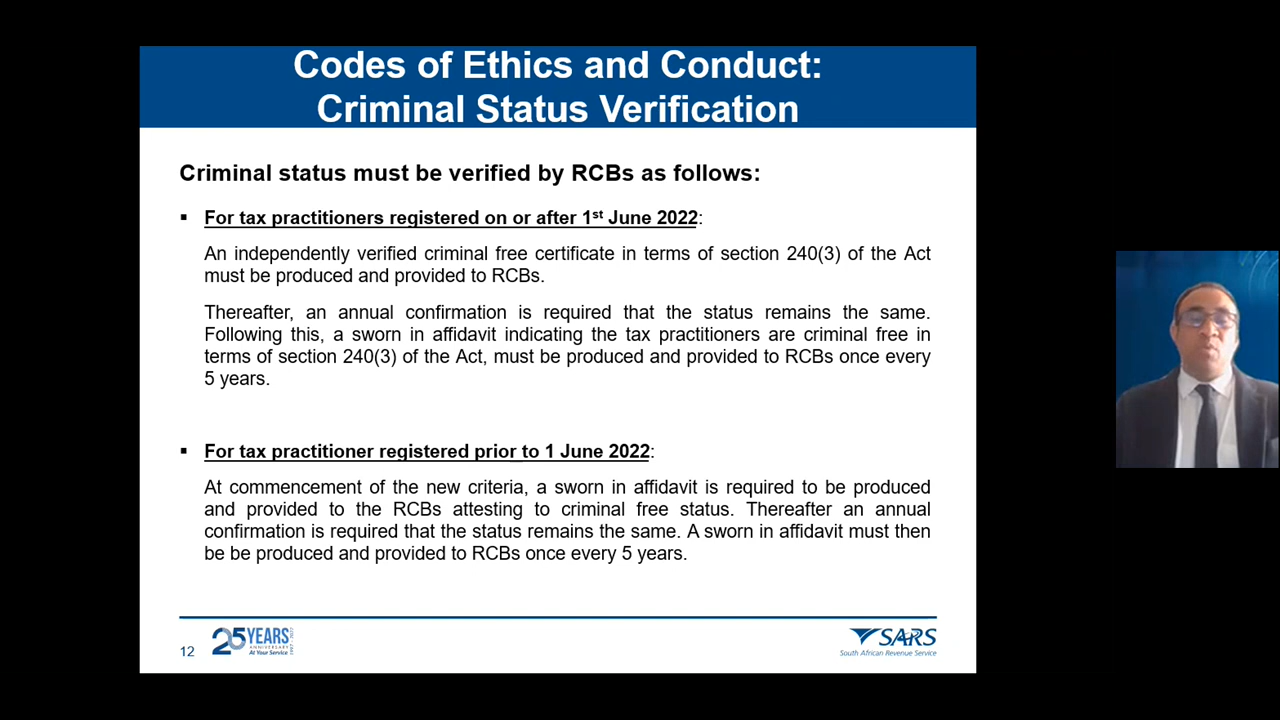 Codes of Ethics and Conduct:
Criminal Status Verification
Criminal status must be verified by RCBs as follows:
▪ For tax practitioners registered on or after 1st June 2022:
An independently verified criminal free certificate in terms of section 240(3) of the Act
must be produced and provided to RCBs.
Thereafter, an annual confirmation is required that the status remains the same.
Following this, a sworn in affidavit indicating the tax practitioners are criminal free in
terms of section 240(3) of the Act, must be produced and provided to RCBs once every
5 years.
▪ For tax practitioner registered prior to 1 June 2022:
At commencement of the new criteria, a sworn in affidavit is required to be produced
and provided to the RCBs attesting to criminal free status. Thereafter an annual
confirmation is required that the status remains the same. A sworn in affidavit must then
be be produced and provided to RCBs once every 5 years.
12
25 YEARS
ANNIVERSARY
At Your Service
SARS
South African Revenue Service